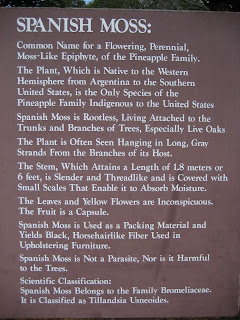 SPANISH MOSS:
Common Name for a Flowering, Perennial,
Moss-Like Epiphyte, of the Pineapple Family.
The Plant, Which is Native to the Western
Hemisphere from Argentina to the Southern
United States, is the Only Species of the
Pineapple Family Indigenous to the United States
Spanish Moss is Rootless, Living Attached to the
Trunks and Branches of Trees, Especially Live Oaks
The Plant is Often Seen Hanging in Long, Gray
Strands From the Branches of its Host.
The Stem, Which Attains a Length of 1.8 meters or
6 feet, is Slender and Threadlike and is Covered with
Small Scales That Enable it to Absorb Moisture.
The Leaves and Yellow Flowers are Inconspicuous.
The Fruit is a Capsule.
Spanish Moss is Used as a Packing Material and
Yields Black, Horsehairlike Fiber Used in
Upholstering Furniture.
Spanish Moss is Not a Parasite, Nor is it Harmful
to the Trees.
Scientific Classification:
Spanish Moss Belongs to the Family Bromeliaceae.
It is Classified as Tillandsia Usneoides.